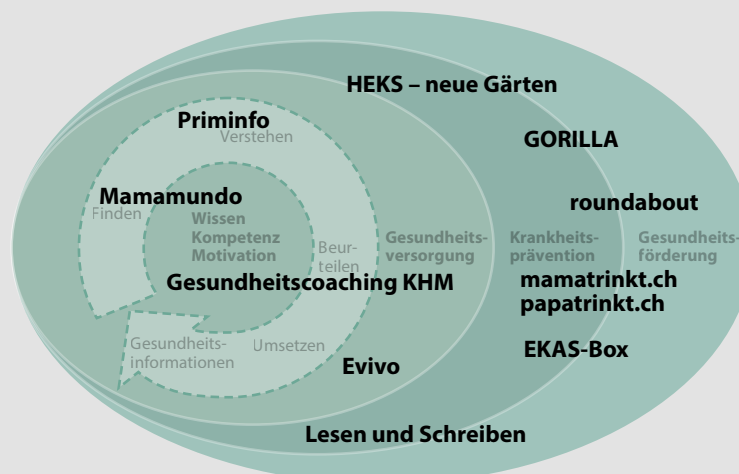 HEKS – neue Gärten
Priminfo
Verstehen
GORILLA
Mamamundo
Finden
roundabout
Wissen
Kompetenz
Motivation
Beur-
teilen
Gesundheits-
versorgung
Krankheits-
prävention
Gesundheits-
förderung
Gesundheitscoaching KHM
mamatrinkt.ch
papatrinkt.ch
Gesundheits-
informationen
Umsetzen
EKAS-Box
Evivo
Lesen und Schreiben